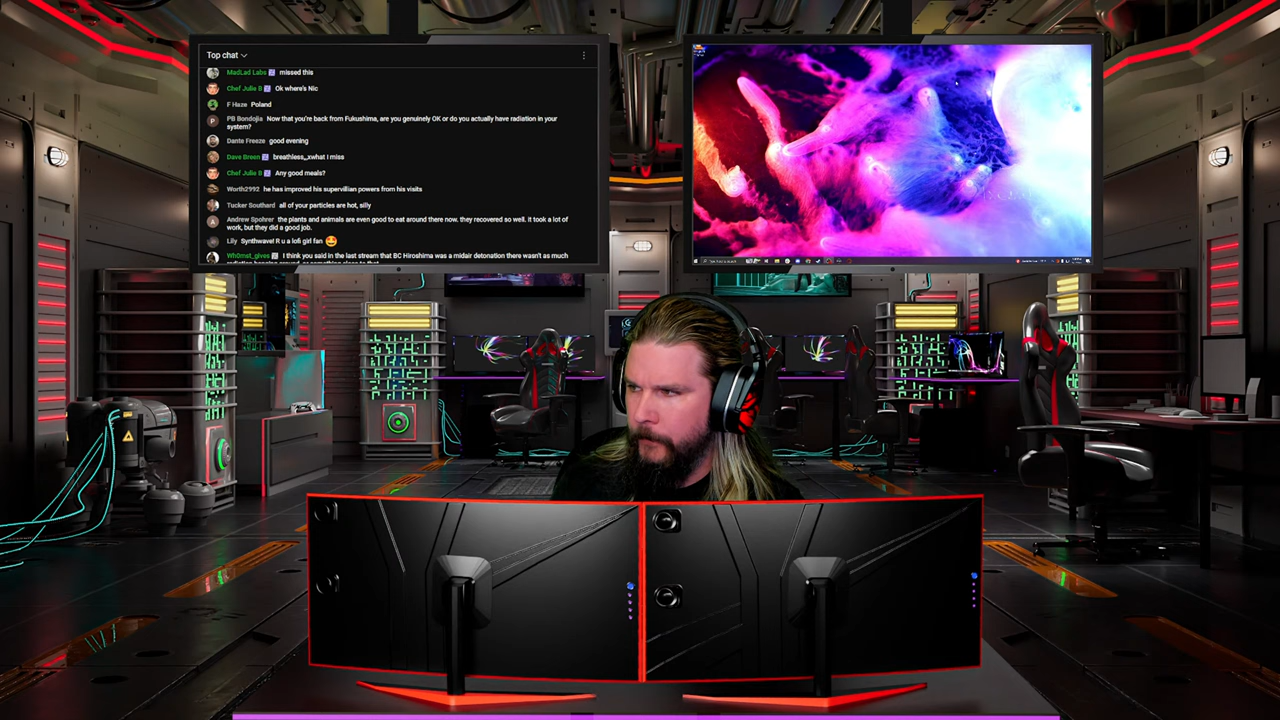 Top chat
MadLad Labs missed this
Chef Julie B Ok where's Nic
F Haze Poland
PB Bondojia Now that you're back from Fukushima, are you genuinely OK or do you actually have radiation in your
system?
Dante Freeze good evening
Dave Breen breathless,,,xwhat I miss
Chef Julie B Any good meals?
Worth2992 he has improved his supervillian powers from his visits
Tucker Southard all of your particles are hot, silly
Andrew Spohrer the plants and animals are even good to eat around there now. they recovered so well. it took a lot of
work, but they did a good job.
Lily Synthwave! R u a lofi girl fan 🤩
Wh0mst_gives I think you said in the last stream that BC Hiroshima was a midair detonation there wasn't as much